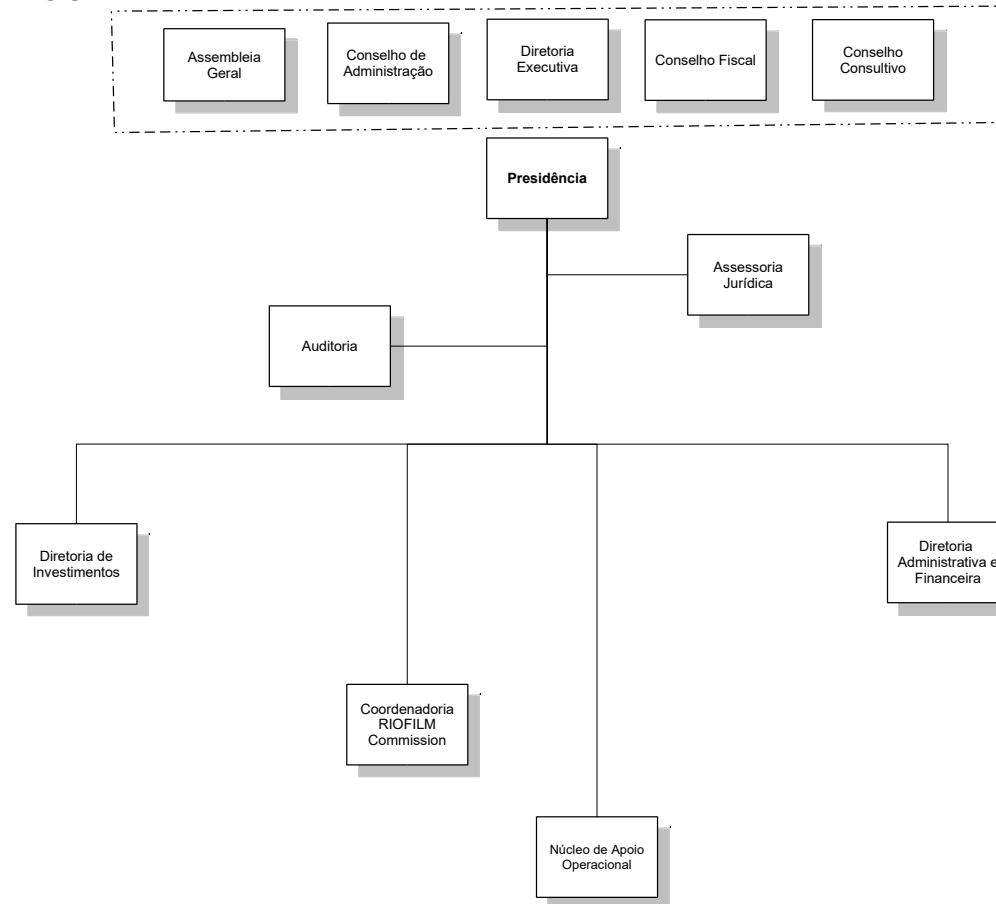 Assembleia
Geral
Conselho de
Administração
Diretoria
Executiva
Conselho Fiscal
Conselho
Consultivo
Presidência
Assessoria
Jurídica
Auditoria
Diretoria de
Investimentos
Diretoria
Administrativa e
Financeira
Coordenadoria
RIOFILM
Commission
Núcleo de Apoio
Operacional